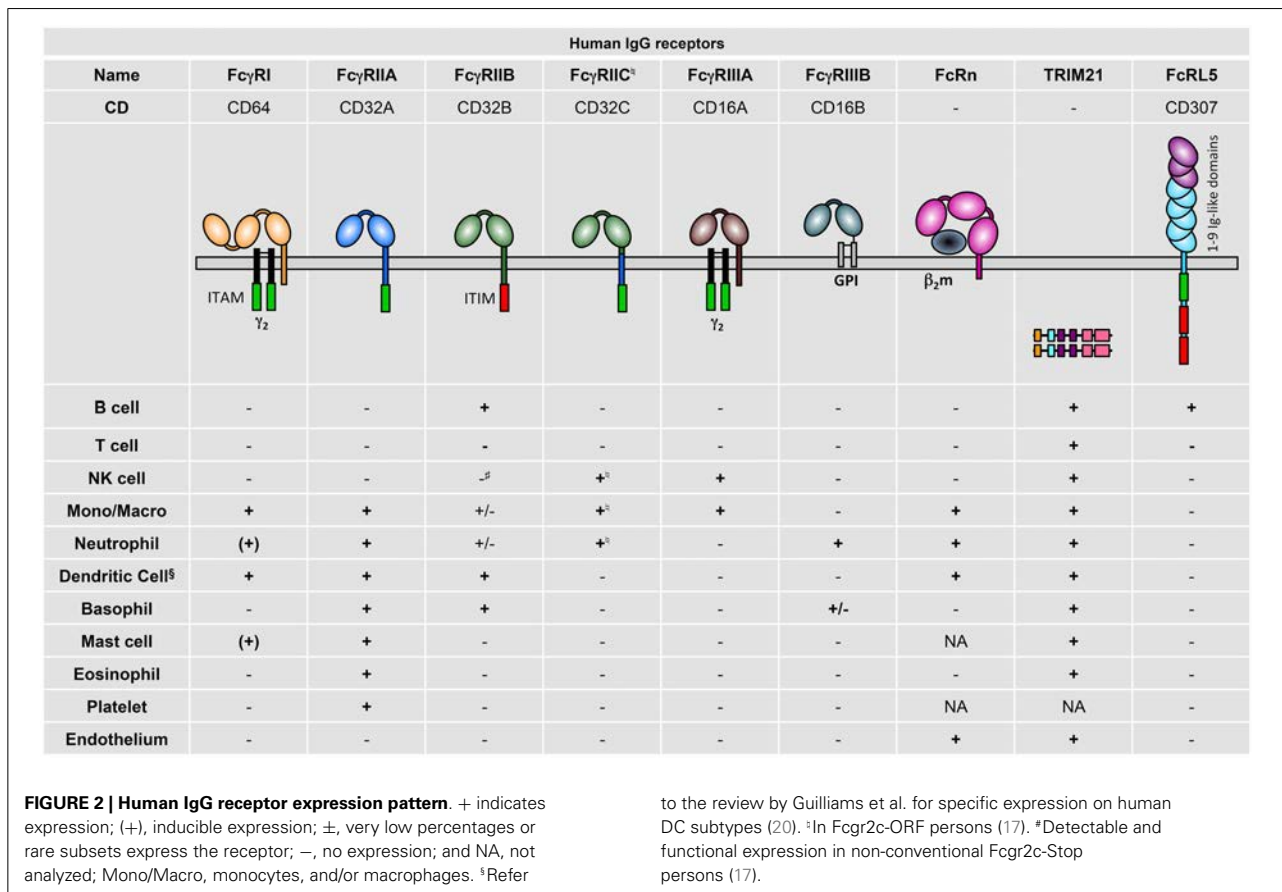 Human IgG receptors
Name FcγRI FcγRIIA FcγRIIB FcγRIIC♮ FcγRIIIA FcγRIIIB FcRn TRIM21 FcRL5
CD CD64 CD32A CD32B CD32C CD16A CD16B - - CD307
1-9 Ig-like domains
ITAM
γ2
ITIM
γ2
GPI
β2m
B cell - - + - - - - + +
T cell - - - - - - - + -
NK cell - - -♯ +♮ + - - + -
Mono/Macro + + +/- +♮ + - + + -
Neutrophil (+) + +/- +♮ - + + + -
Dendritic Cell§ + + + - - - + + -
Basophil - + + - - +/- - + -
Mast cell (+) + - - - - NA + -
Eosinophil - + - - - - - + -
Platelet - + - - - - NA NA -
Endothelium - - - - - - + + -
FIGURE 2 | Human IgG receptor expression pattern. + indicates
expression; (+), inducible expression; ±, very low percentages or
rare subsets express the receptor; −, no expression; and NA, not
analyzed; Mono/Macro, monocytes, and/or macrophages. §Refer
to the review by Guilliams et al. for specific expression on human
DC subtypes (20). ♮In Fcgr2c-ORF persons (17). #Detectable and
functional expression in non-conventional Fcgr2c-Stop
persons (17).